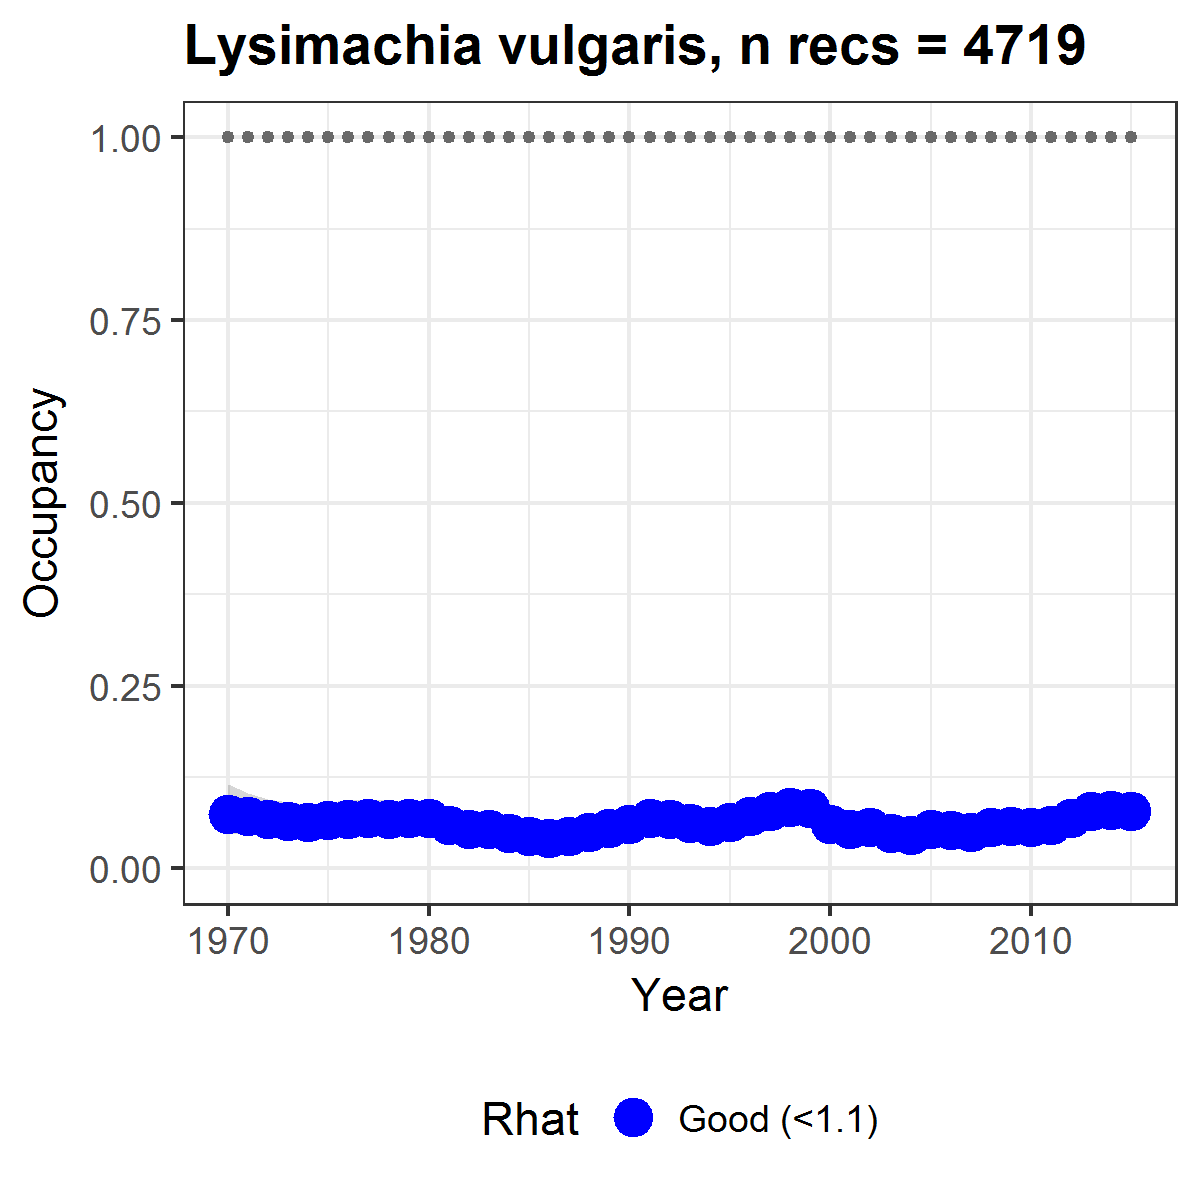 Lysimachia vulgaris, n recs = 4719
1.00
0.75
0.50
0.25
0.00
Occupancy
1970 1980 1990 2000 2010
Year
Rhat Good (<1.1)